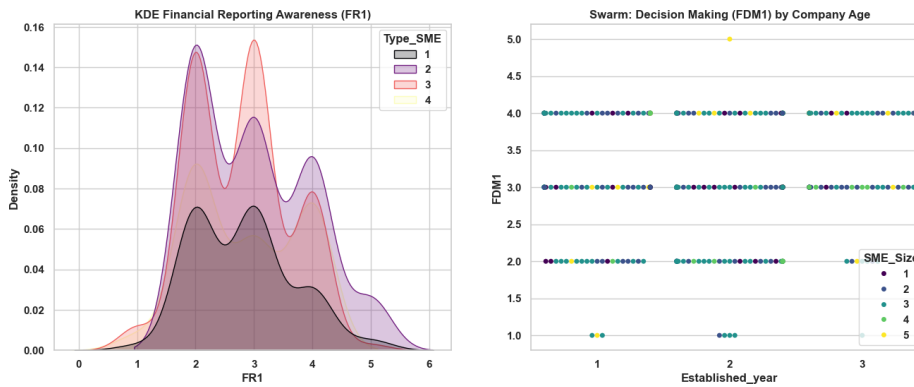 KDE Financial Reporting Awareness (FR1)
0.16
0.14
0.12
0.10
0.08
0.06
0.04
0.02
0.00
Density
0 1 2 3 4 5 6
FR1
Type_SME
1
2
3
4
Swarm: Decision Making (FDM1) by Company Age
5.0
4.5
4.0
3.5
3.0
2.5
2.0
1.5
1.0
FDM1
1 2 3
Established_year
SME_Size
1
2
3
4
5